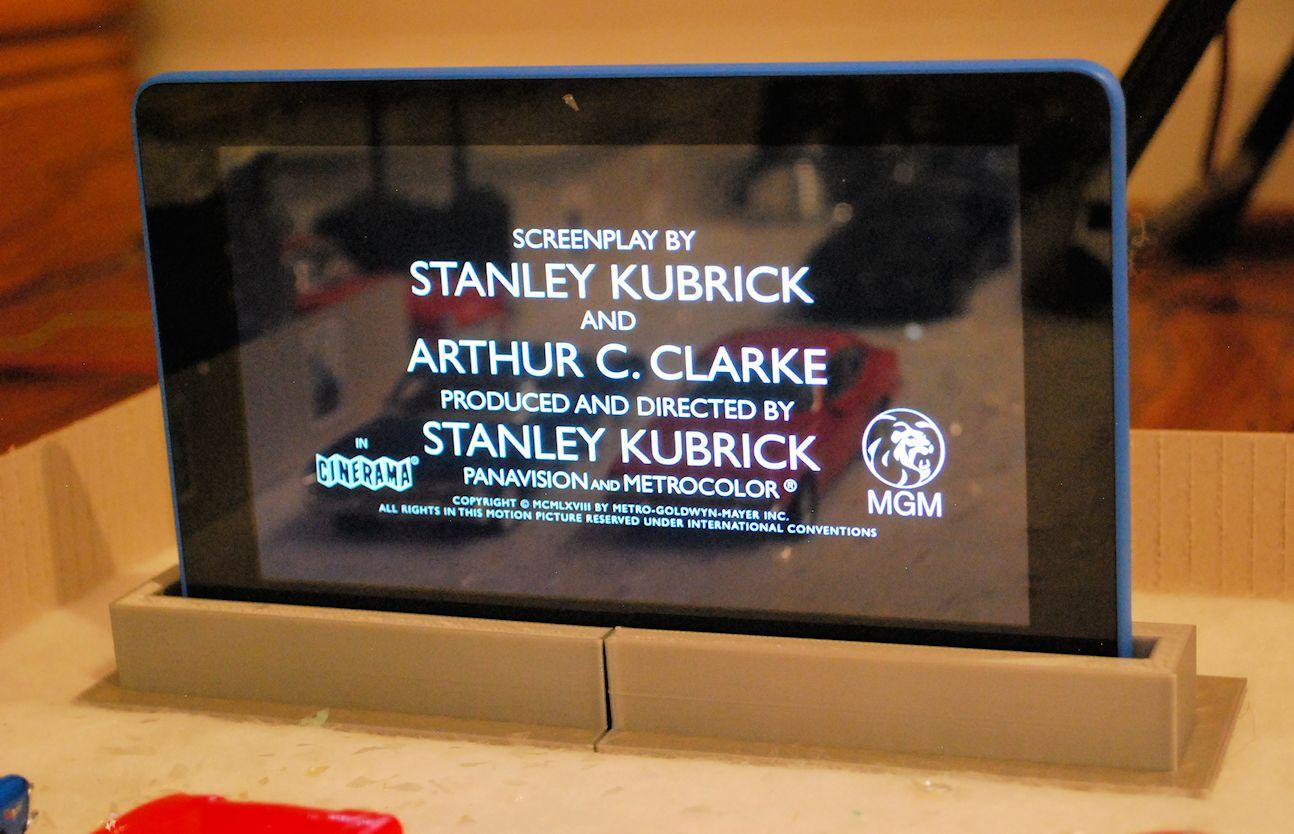 SCREENPLAY BY
STANLEY KUBRICK
AND
ARTHUR C. CLARKE
PRODUCED AND DIRECTED BY
STANLEY KUBRICK
PANAVISION AND METROCOLOR®
IN
CINERAMA®
MGM
COPYRIGHT © MCMLXVIII BY METRO-GOLDWYN-MAYER INC.
ALL RIGHTS IN THIS MOTION PICTURE RESERVED UNDER INTERNATIONAL CONVENTIONS